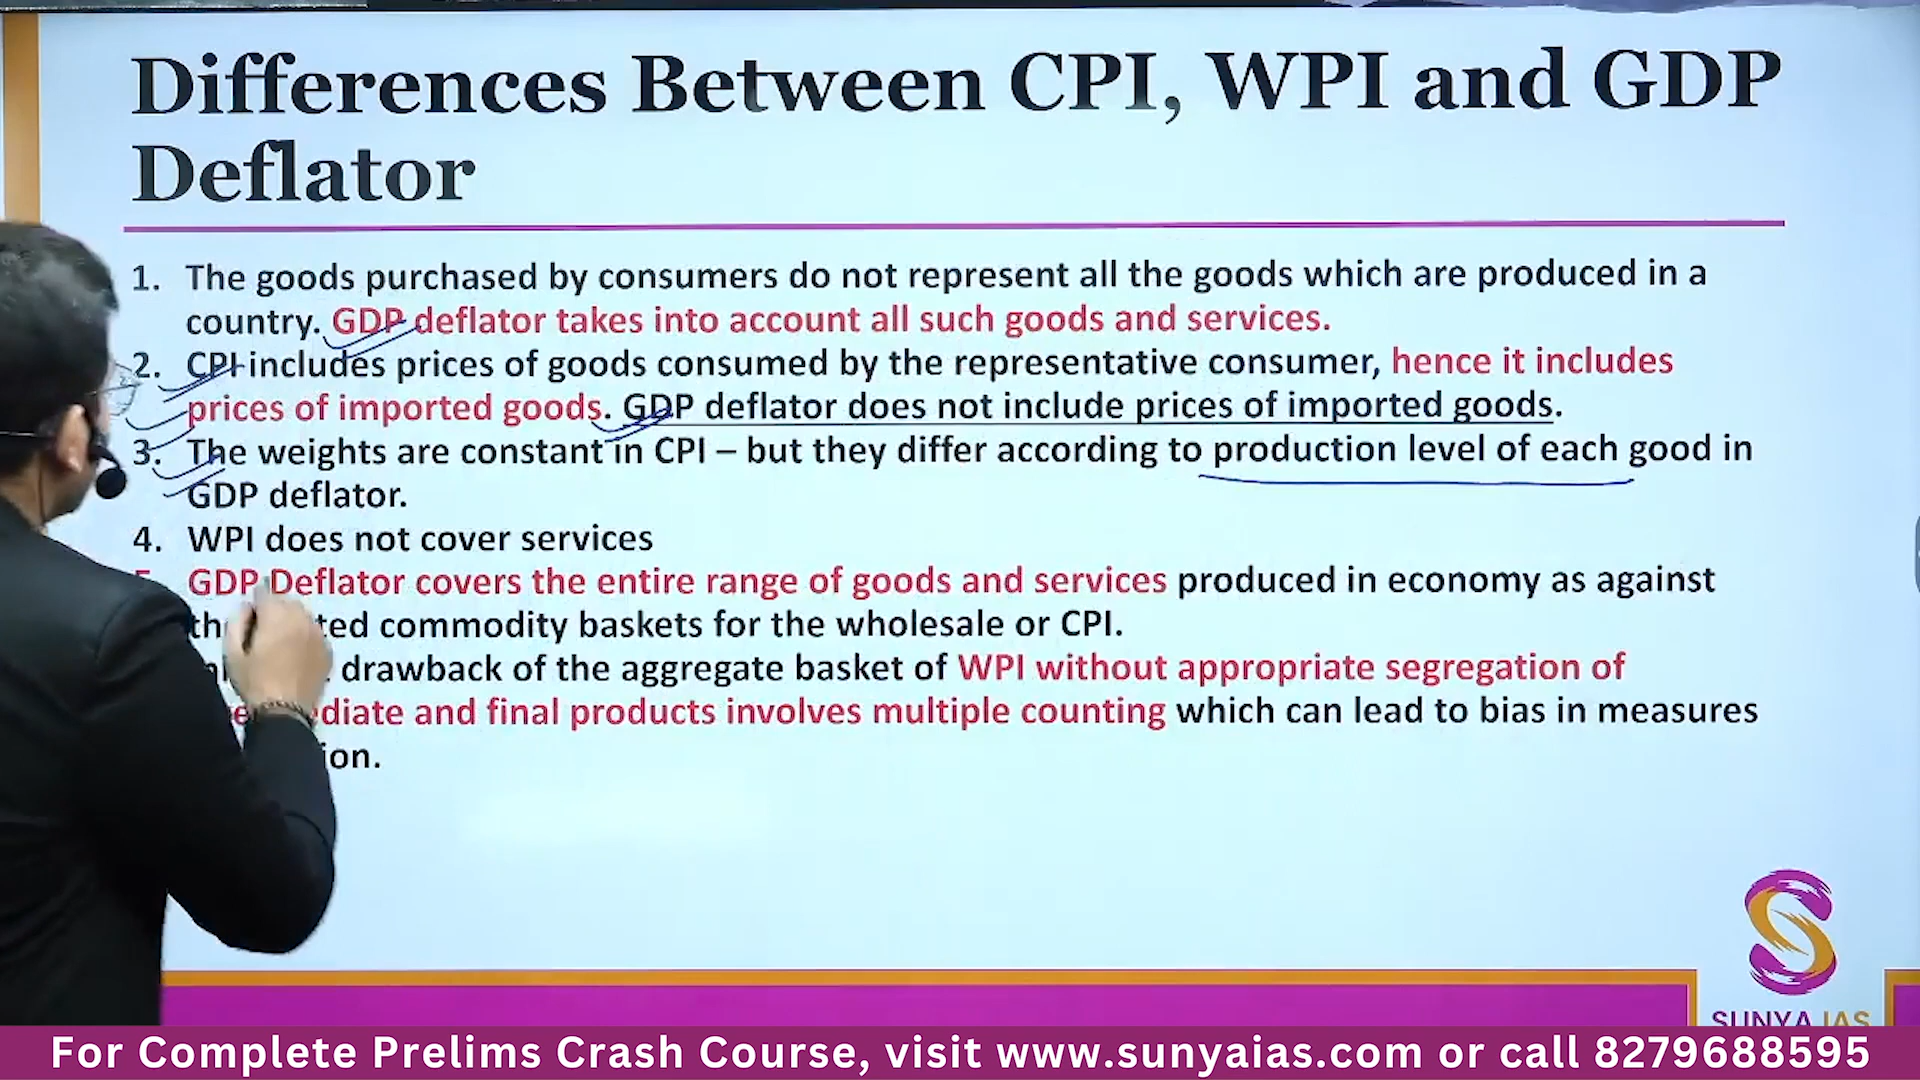 Differences Between CPI, WPI and GDP
Deflator
1. The goods purchased by consumers do not represent all the goods which are produced in a
country. GDP deflator takes into account all such goods and services.
2. CPI includes prices of goods consumed by the representative consumer, hence it includes
prices of imported goods. GDP deflator does not include prices of imported goods.
3. The weights are constant in CPI – but they differ according to production level of each good in
GDP deflator.
4. WPI does not cover services
GDP Deflator covers the entire range of goods and services produced in economy as against
commodity baskets for the wholesale or CPI.
drawback of the aggregate basket of WPI without appropriate segregation of
and final products involves multiple counting which can lead to bias in measures
SUNYA IAS
For Complete Prelims Crash Course, visit www.sunyaias.com or call 8279688595